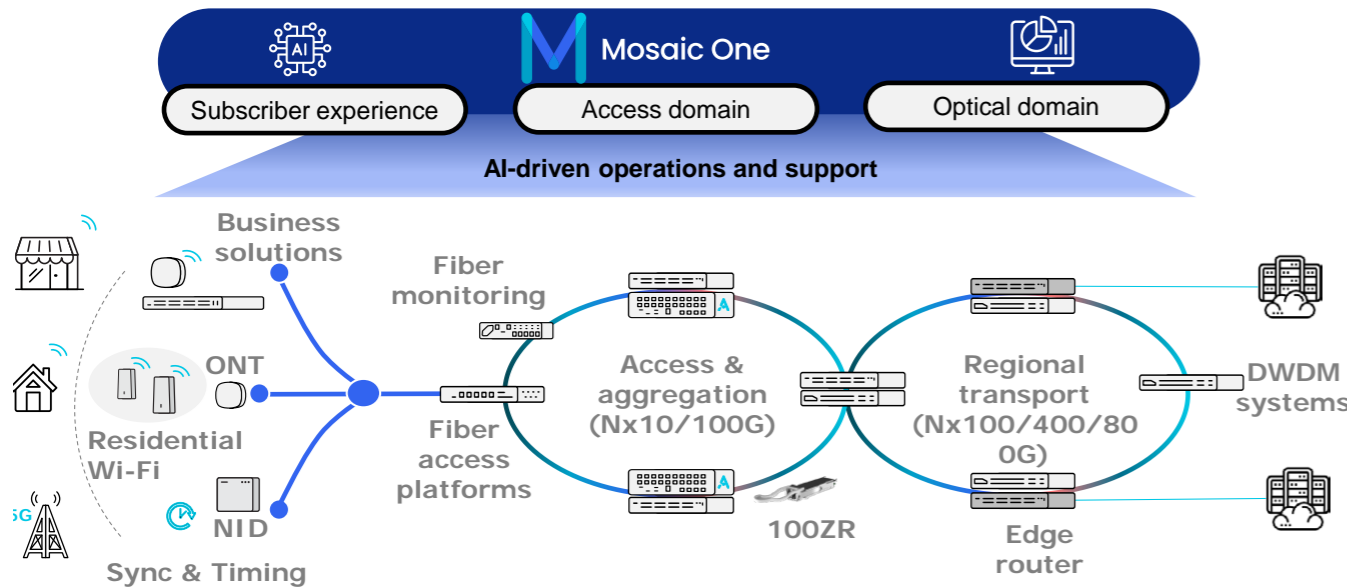 AI
Mosaic One
Subscriber experience
Access domain
Optical domain
AI-driven operations and support
Business
solutions
Fiber
monitoring
ONT
Residential
Wi-Fi
Fiber
access
platforms
Access &
aggregation
(Nx10/100G)
Regional
transport
(Nx100/400/80
0G)
DWDM
systems
5G
NID
Sync & Timing
100ZR
Edge
router